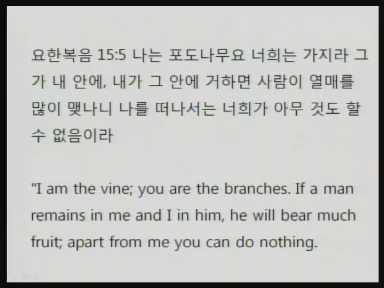 요한복음 15:5 나는 포도나무요 너희는 가지라 그
가 내 안에, 내가 그 안에 거하면 사람이 열매를
많이 맺나니 나를 떠나서는 너희가 아무 것도 할
수 없음이라
"I am the vine; you are the branches. If a man
remains in me and I in him, he will bear much
fruit; apart from me you can do nothing.